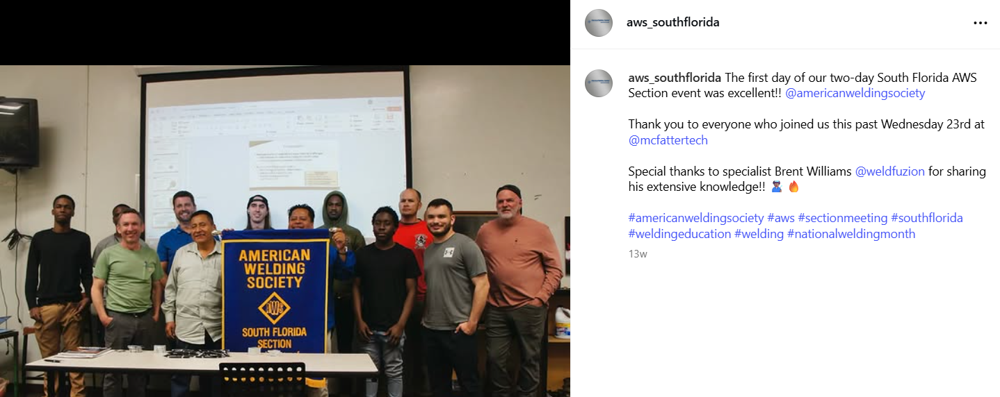 AMERICAN
WELDING
SOCIETY
AWS
SOUTH FLORIDA
SECTION
aws_southflorida
aws_southflorida The first day of our two-day South Florida AWS
Section event was excellent!! @americanweldingsociety
Thank you to everyone who joined us this past Wednesday 23rd at
@mcfattertech
Special thanks to specialist Brent Williams @weldfuzion for sharing
his extensive knowledge!! 👨🏽‍🏭 🔥
#americanweldingsociety #aws #sectionmeeting #southflorida
#weldingeducation #welding #nationalweldingmonth
13w